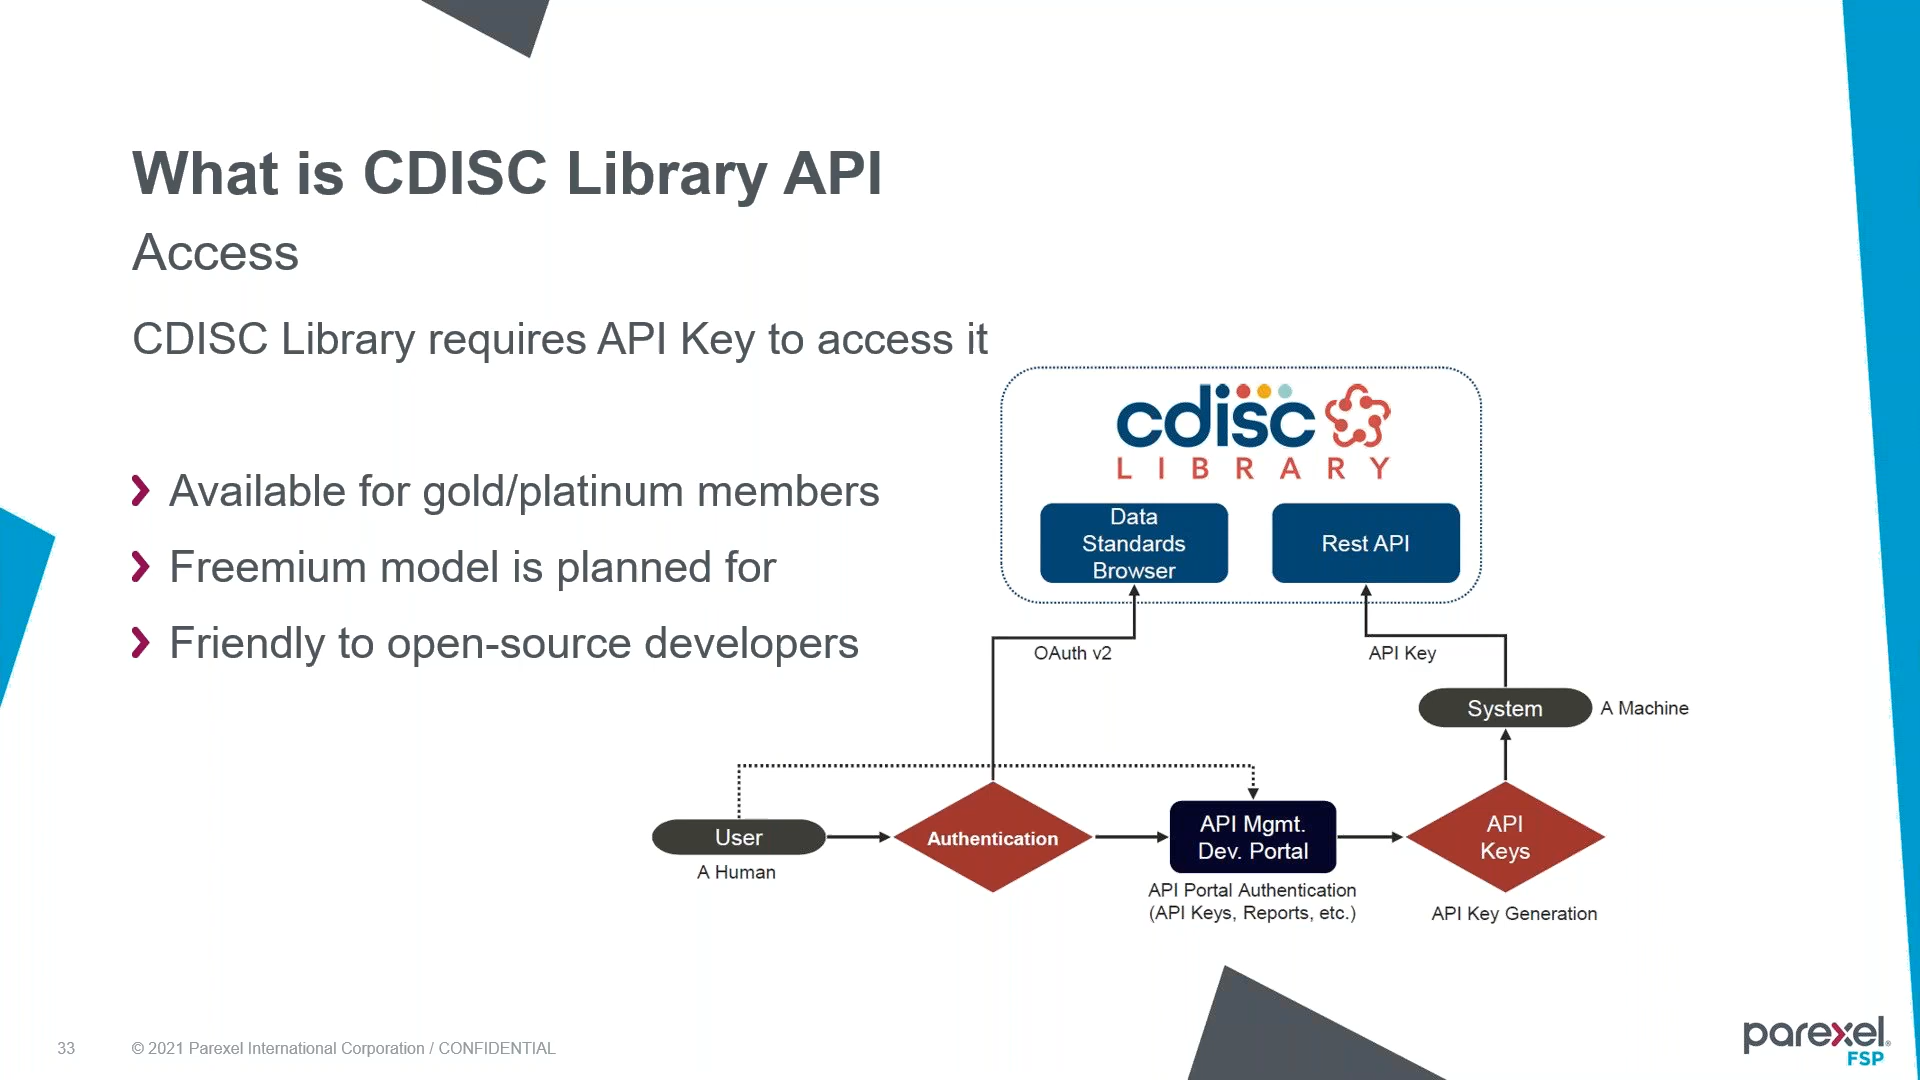 What is CDISC Library API
Access
CDISC Library requires API Key to access it
Available for gold/platinum members
Freemium model is planned for
Friendly to open-source developers
cdisc
LIBRARY
Data
Standards
Browser
Rest API
OAuth v2
API Key
System
A Machine
User
A Human
Authentication
API Mgmt.
Dev. Portal
API Portal Authentication
(API Keys, Reports, etc.)
API
Keys
API Key Generation
33
© 2021 Parexel International Corporation / CONFIDENTIAL
parexel®
FSP